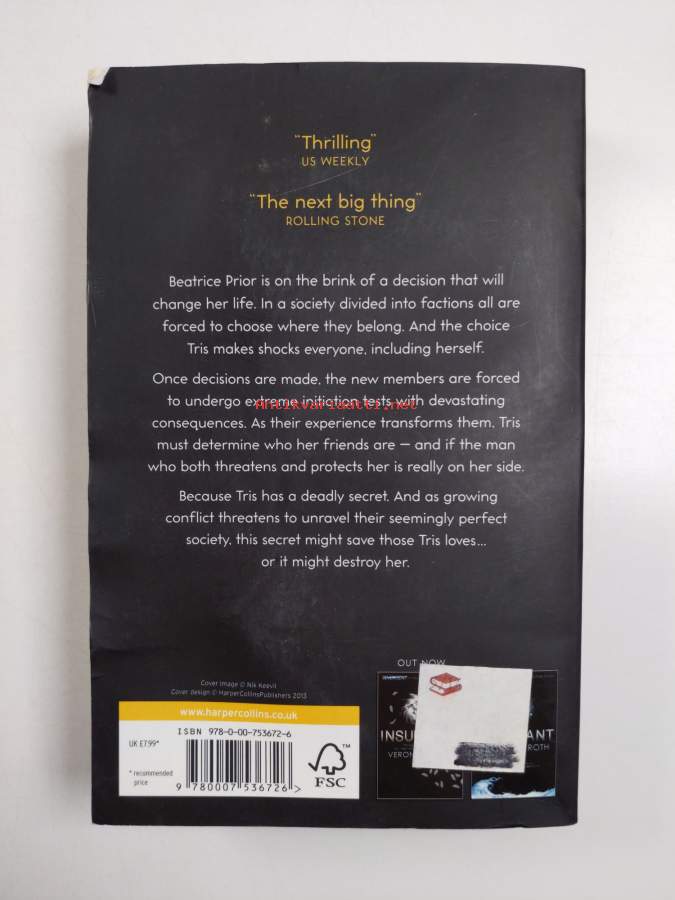 "Thrilling"
US WEEKLY
"The next big thing"
ROLLING STONE
Beatrice Prior is on the brink of a decision that will
change her life. In a society divided into factions all are
forced to choose where they belong. And the choice
Tris makes shocks everyone, including herself.
Once decisions are made, the new members are forced
to undergo extreme initiation tests with devastating
Antikvariaatti.net
consequences. As their experience transforms them, Tris
must determine who her friends are – and if the man
who both threatens and protects her is really on her side.
Because Tris has a deadly secret. And as growing
conflict threatens to unravel their seemingly perfect
society, this secret might save those Tris loves...
or it might destroy her.
OUT NOW
Cover image © Nik Keevil
Cover design © HarperCollinsPublishers 2013
www.harpercollins.co.uk
ISBN 978-0-00-753672-6
UK £7.99*
* recommended
price
9 780007 536726 >
FSC™
INSU
ANT
VERON
ROTH